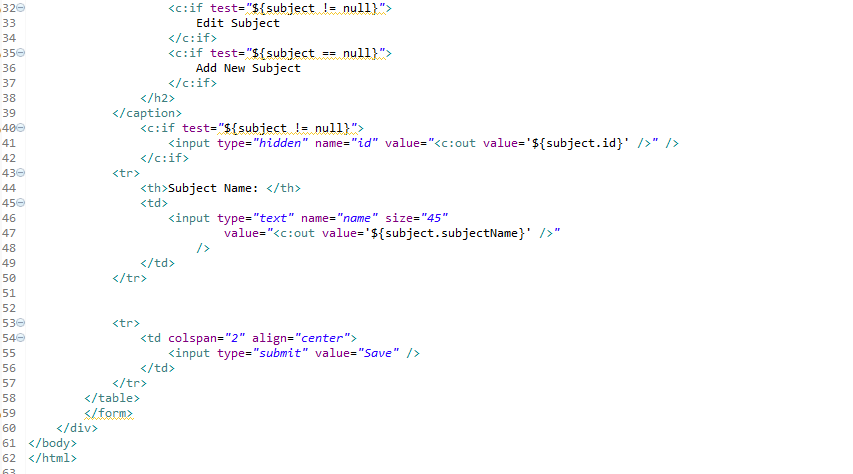 32 <c:if test="${subject != null}">
33 Edit Subject
34 </c:if>
35 <c:if test="${subject == null}">
36 Add New Subject
37 </c:if>
38 </h2>
39 </caption>
40 <c:if test="${subject != null}">
41 <input type="hidden" name="id" value="<c:out value='${subject.id}' />" />
42 </c:if>
43 <tr>
44 <th>Subject Name: </th>
45 <td>
46 <input type="text" name="name" size="45"
47 value="<c:out value='${subject.subjectName}' />"
48 />
49 </td>
50 </tr>
51
52
53 <tr>
54 <td colspan="2" align="center">
55 <input type="submit" value="Save" />
56 </td>
57 </tr>
58 </table>
59 </form>
60 </div>
61 </body>
62 </html>
63